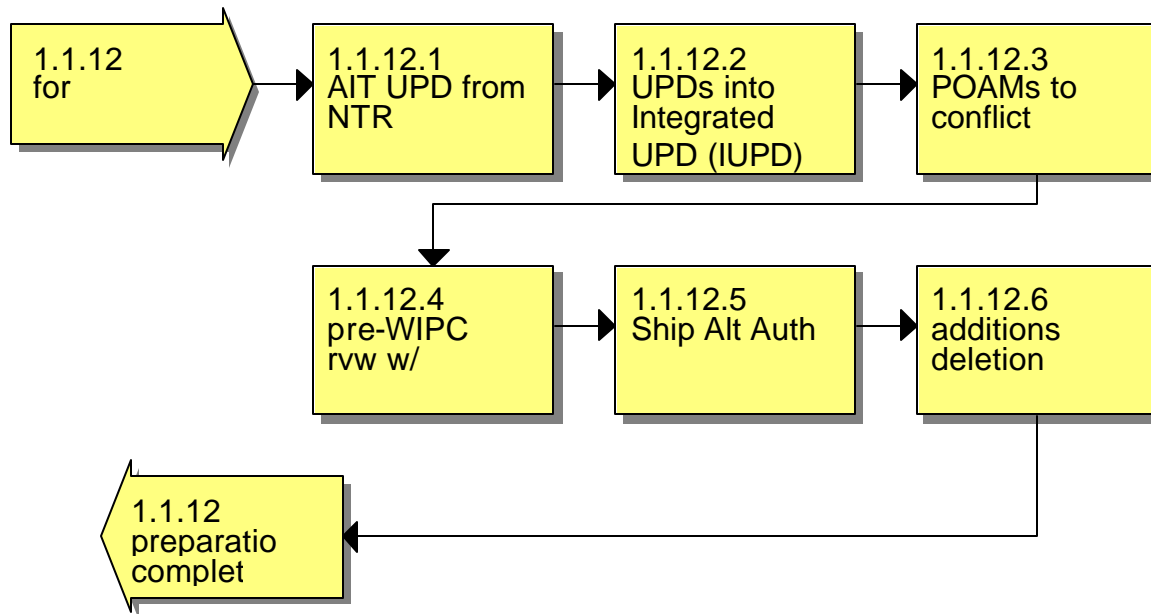 1.1.12
for
1.1.12.1
AIT UPD from
NTR
1.1.12.2
UPDs into
Integrated
UPD (IUPD)
1.1.12.3
POAMs to
conflict
1.1.12.4
pre-WIPC
rvw w/
1.1.12.5
Ship Alt Auth
1.1.12.6
additions
deletion
1.1.12
preparatio
complet